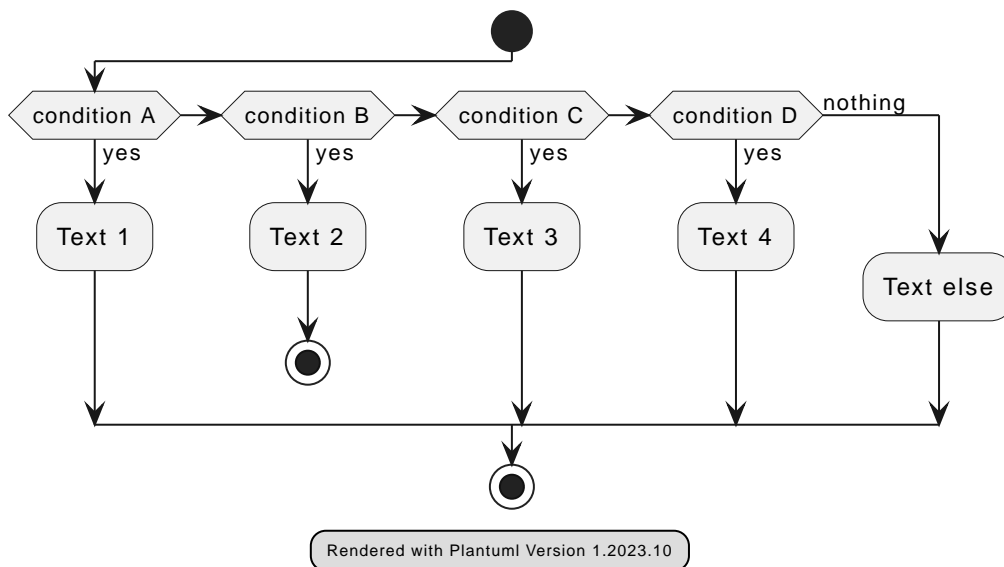 condition A
condition B
condition C
condition D
nothing
yes
yes
yes
yes
Text 1
Text 2
Text 3
Text 4
Text else
Rendered with Plantuml Version 1.2023.10